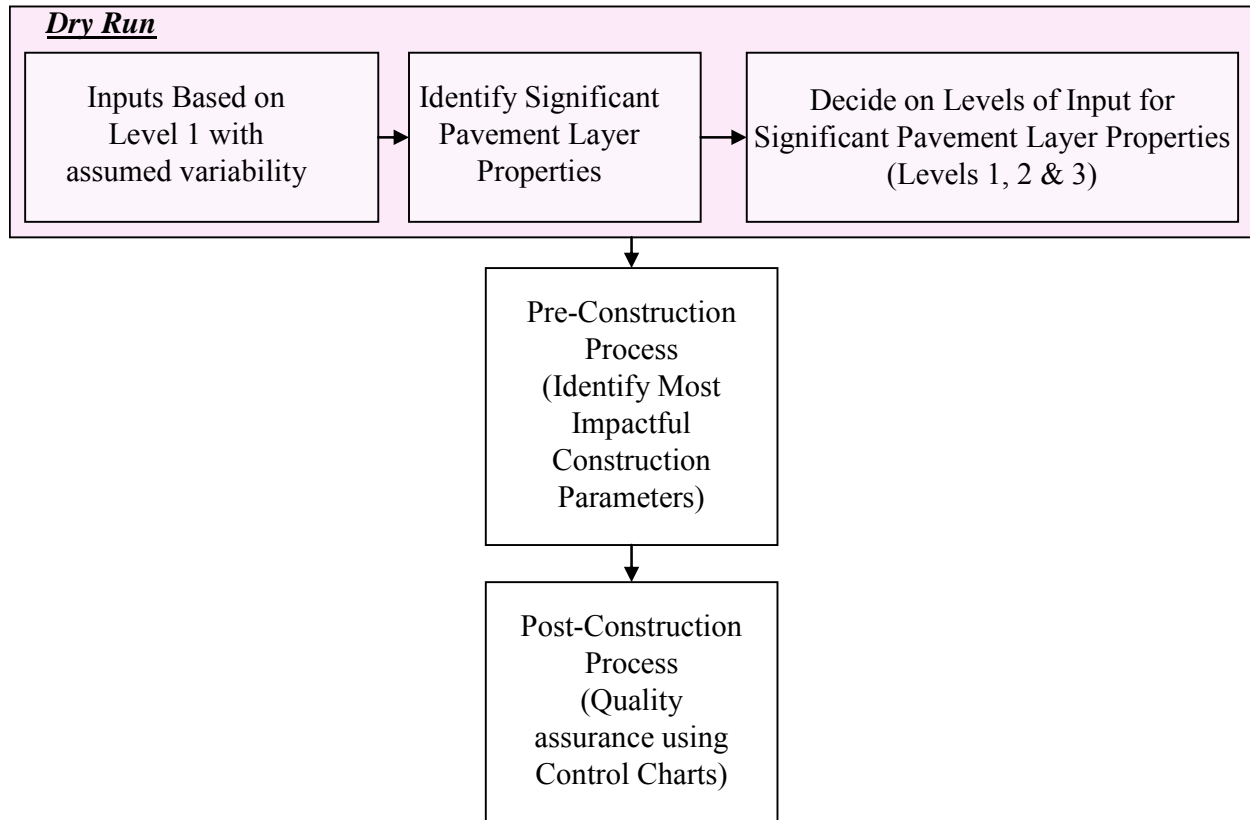 Dry Run
Inputs Based on
Level 1 with
assumed variability
Identify Significant
Pavement Layer
Properties
Decide on Levels of Input for
Significant Pavement Layer Properties
(Levels 1, 2 & 3)
Pre-Construction
Process
(Identify Most
Impactful
Construction
Parameters)
Post-Construction
Process
(Quality
assurance using
Control Charts)